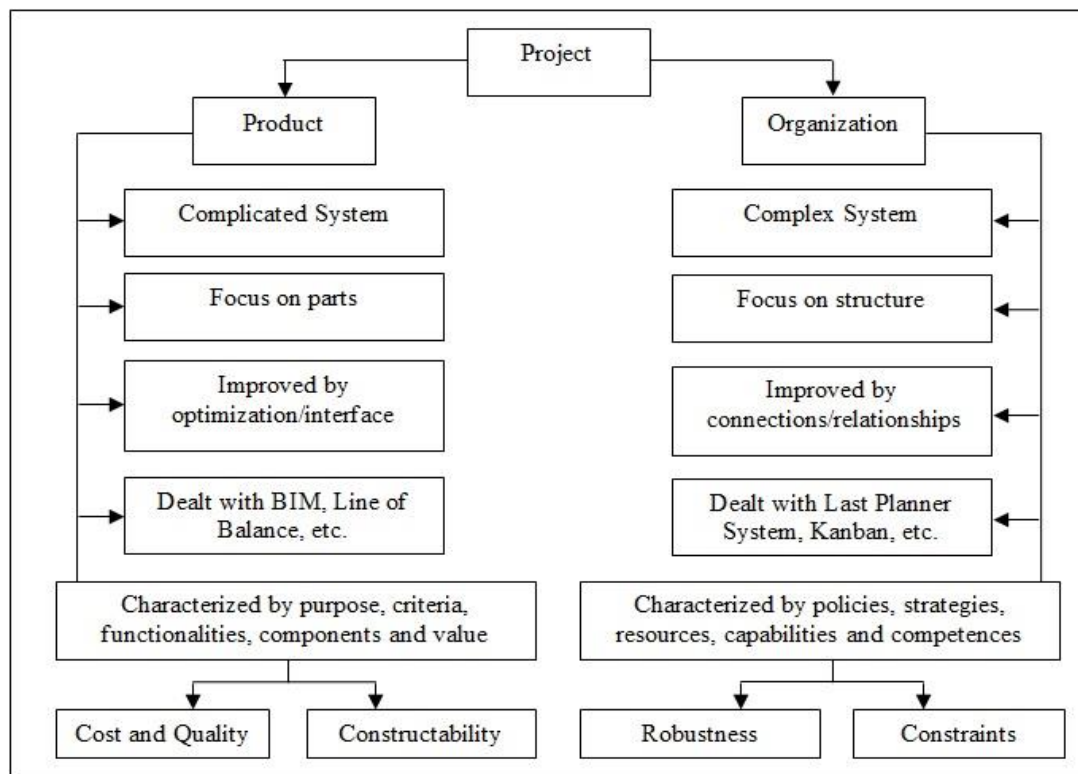 Project
Product
Organization
Complicated System
Complex System
Focus on parts
Focus on structure
Improved by
optimization/interface
Improved by
connections/relationships
Dealt with BIM, Line of
Balance, etc.
Dealt with Last Planner
System, Kanban, etc.
Characterized by purpose, criteria,
functionalities, components and value
Characterized by policies, strategies,
resources, capabilities and competences
Cost and Quality
Constructability
Robustness
Constraints